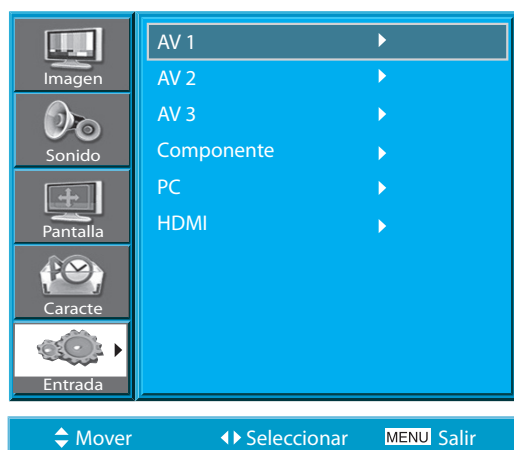 Imagen
Sonido
Pantalla
Caracte
Entrada
AV 1
AV 2
AV 3
Componente
PC
HDMI
Mover Seleccionar MENU Salir